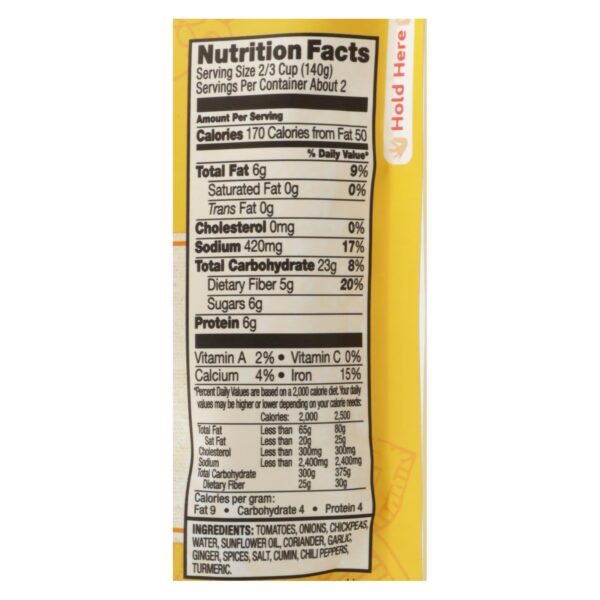 Nutrition Facts
Serving Size 2/3 Cup (140g)
Servings Per Container About 2
Amount Per Serving
Calories 170 Calories from Fat 50
% Daily Value*
Total Fat 6g 9%
Saturated Fat 0g 0%
Trans Fat 0g
Cholesterol 0mg 0%
Sodium 420mg 17%
Total Carbohydrate 23g 8%
Dietary Fiber 5g 20%
Sugars 6g
Protein 6g
Vitamin A 2% • Vitamin C 0%
Calcium 4% • Iron 15%
*Percent Daily Values are based on a 2,000 calorie diet. Your daily
values may be higher or lower depending on your calorie needs:
Calories: 2,000 2,500
Total Fat Less than 65g 80g
Sat Fat Less than 20g 25g
Cholesterol Less than 300mg 300mg
Sodium Less than 2,400mg 2,400mg
Total Carbohydrate 300g 375g
Dietary Fiber 25g 30g
Calories per gram:
Fat 9 • Carbohydrate 4 • Protein 4
INGREDIENTS: TOMATOES, ONIONS, CHICKPEAS,
WATER, SUNFLOWER OIL, CORIANDER, GARLIC,
GINGER, SPICES, SALT, CUMIN, CHILI PEPPERS,
TURMERIC.
Hold Here